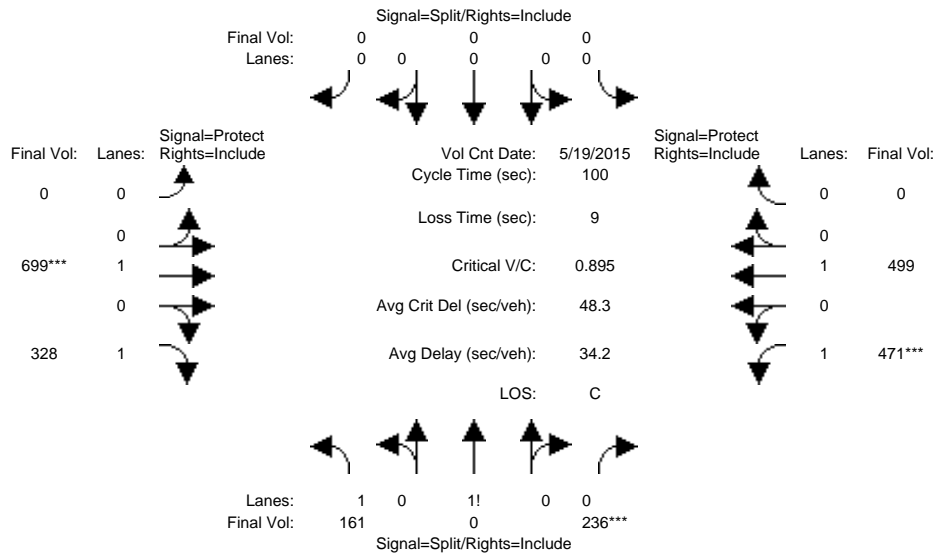 Signal=Split/Rights=Include
Final Vol: 0 0 0
Lanes: 0 0 0 0 0
Signal=Protect
Final Vol: Lanes: Rights=Include
Vol Cnt Date: 5/19/2015
Signal=Protect
Rights=Include Lanes: Final Vol:
Cycle Time (sec): 100
0 0
0 0
Loss Time (sec): 9
0
0
699*** 1
Critical V/C: 0.895
1 499
0
Avg Crit Del (sec/veh): 48.3
0
328 1
Avg Delay (sec/veh): 34.2
1 471***
LOS: C
Lanes: 1 0 1! 0 0
Final Vol: 161 0 236***
Signal=Split/Rights=Include